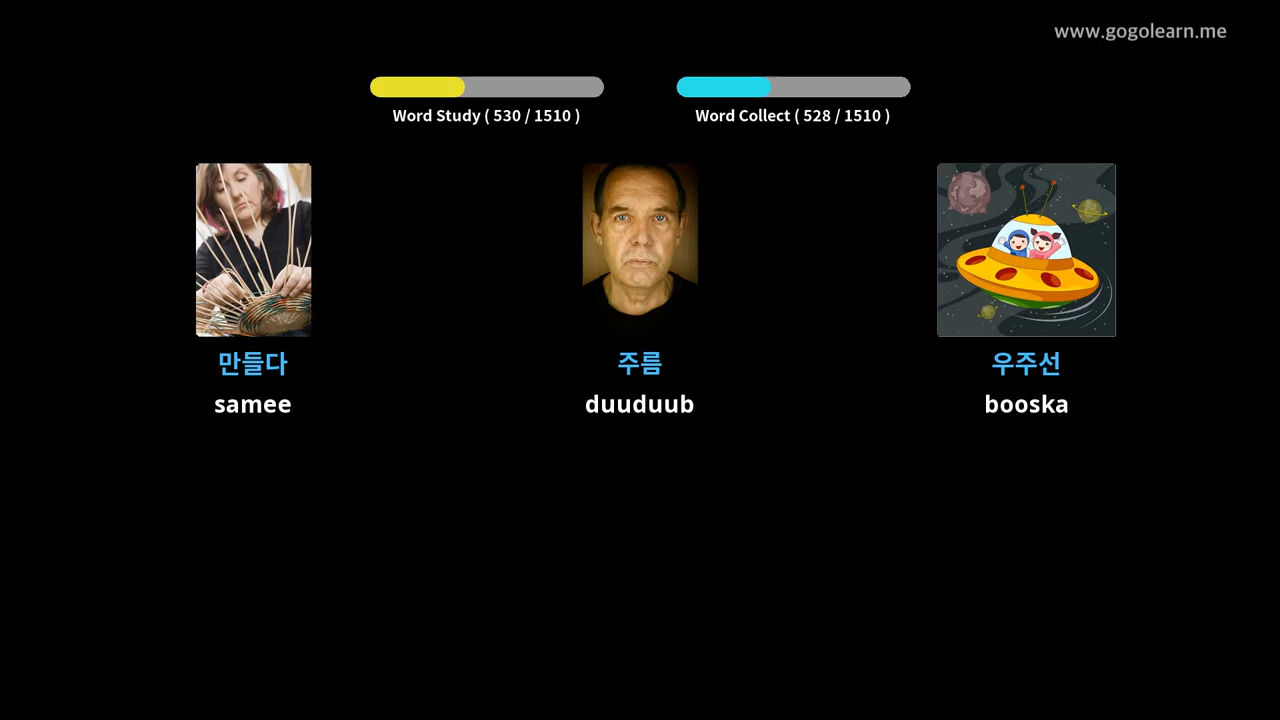 www.gogolearn.me
Word Study ( 530 / 1510 )
Word Collect ( 528 / 1510 )
만들다
주름
우주선
samee
duuduub
booska